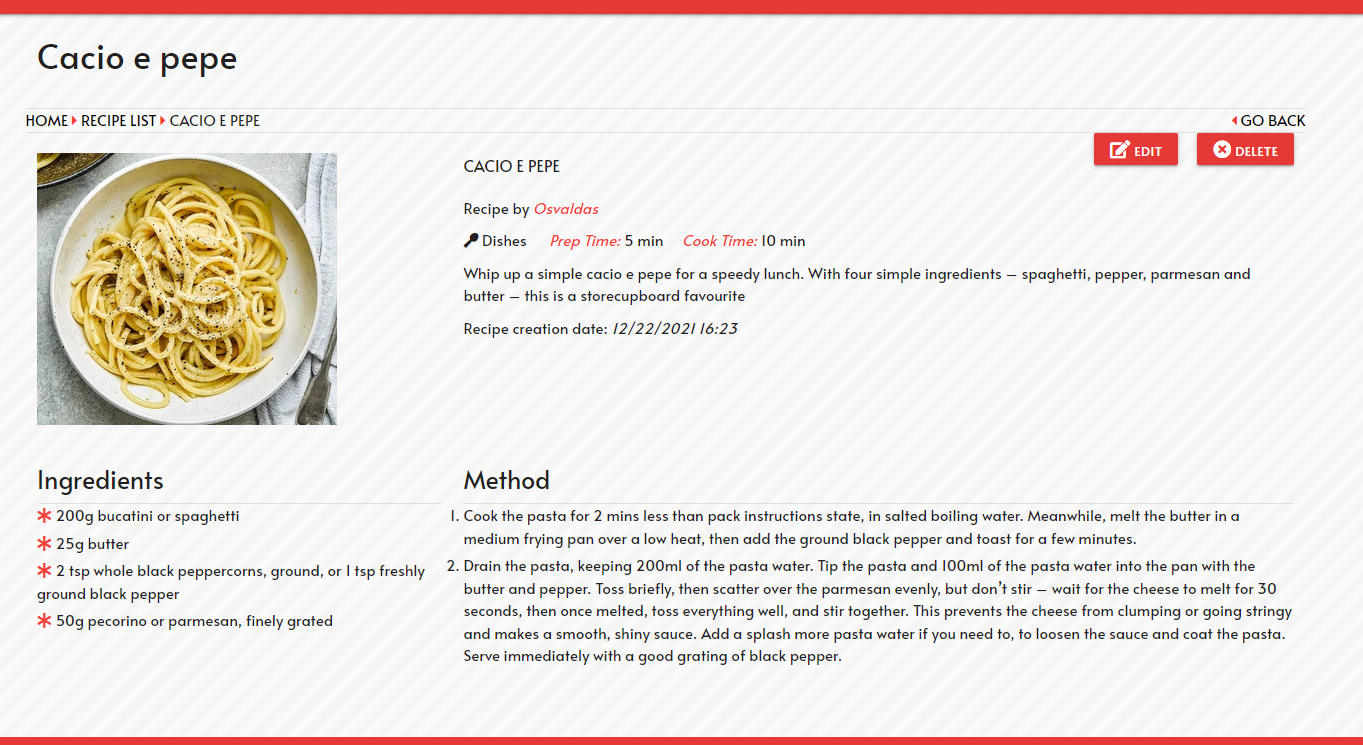 Cacio e pepe
HOME RECIPE LIST CACIO E PEPE
GO BACK
EDIT
DELETE
CACIO E PEPE
Recipe by Osvaldas
Dishes Prep Time: 5 min Cook Time: 10 min
Whip up a simple cacio e pepe for a speedy lunch. With four simple ingredients – spaghetti, pepper, parmesan and
butter – this is a storecupboard favourite
Recipe creation date: 12/22/2021 16:23
Ingredients
200g bucatini or spaghetti
25g butter
2 tsp whole black peppercorns, ground, or 1 tsp freshly
ground black pepper
50g pecorino or parmesan, finely grated
Method
1. Cook the pasta for 2 mins less than pack instructions state, in salted boiling water. Meanwhile, melt the butter in a
medium frying pan over a low heat, then add the ground black pepper and toast for a few minutes.
2. Drain the pasta, keeping 200ml of the pasta water. Tip the pasta and 100ml of the pasta water into the pan with the
butter and pepper. Toss briefly, then scatter over the parmesan evenly, but don’t stir – wait for the cheese to melt for 30
seconds, then once melted, toss everything well, and stir together. This prevents the cheese from clumping or going stringy
and makes a smooth, shiny sauce. Add a splash more pasta water if you need to, to loosen the sauce and coat the pasta.
Serve immediately with a good grating of black pepper.